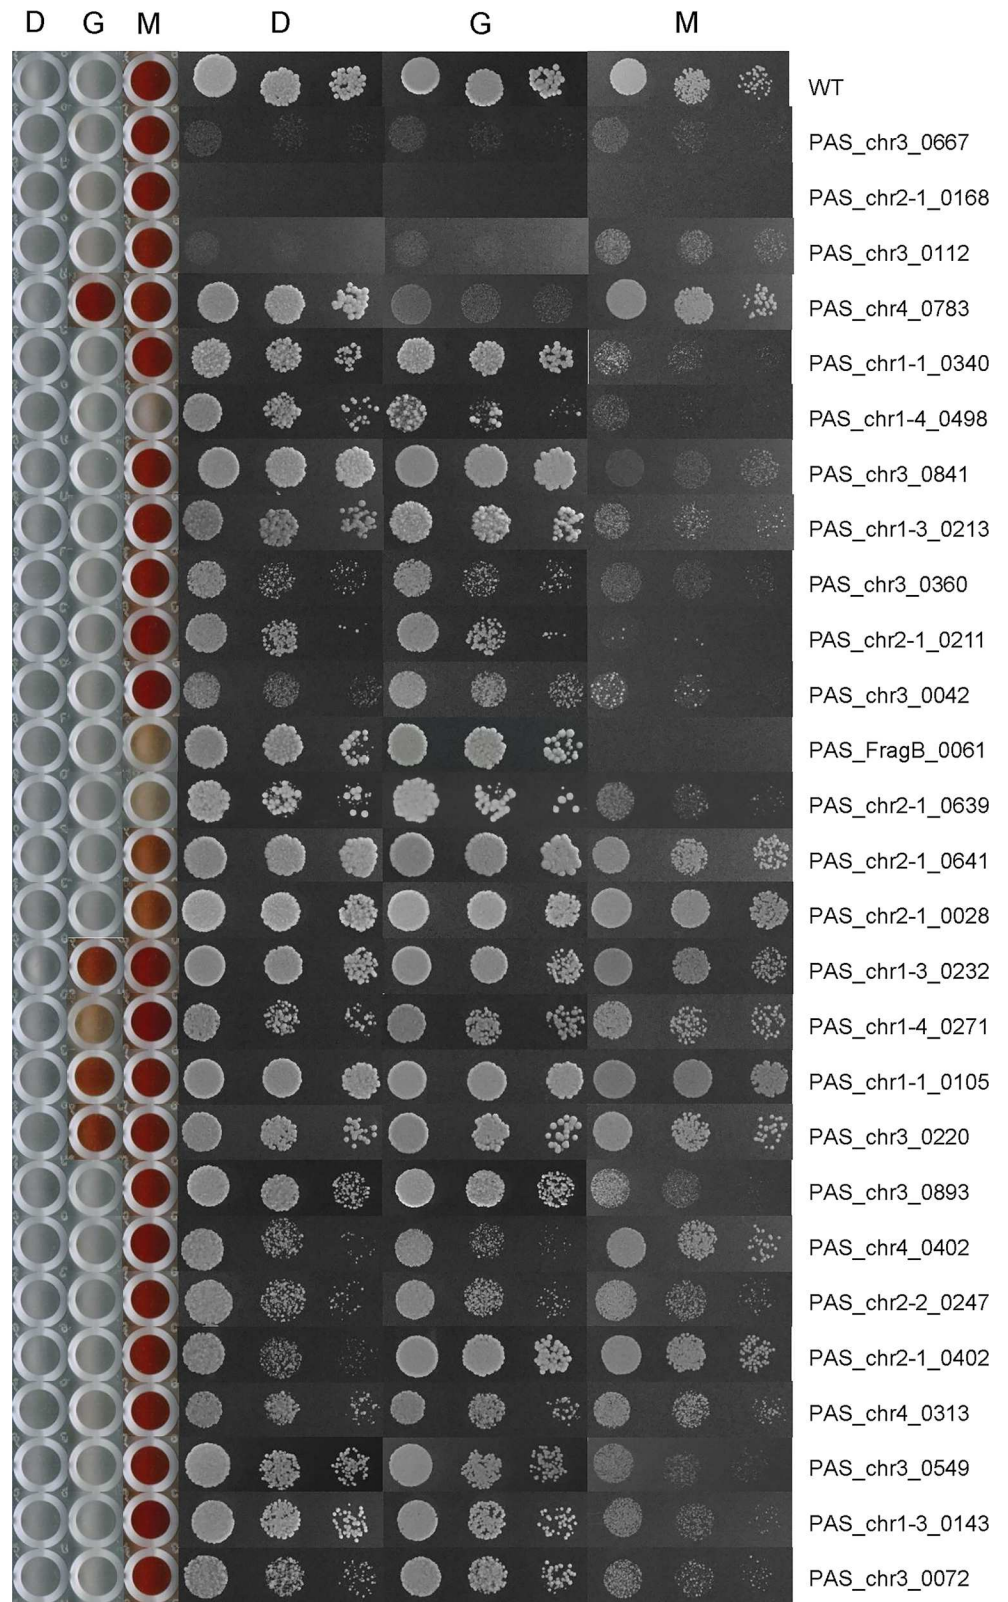 D G M D G M
WT
PAS_chr3_0667
PAS_chr2-1_0168
PAS_chr3_0112
PAS_chr4_0783
PAS_chr1-1_0340
PAS_chr1-4_0498
PAS_chr3_0841
PAS_chr1-3_0213
PAS_chr3_0360
PAS_chr2-1_0211
PAS_chr3_0042
PAS_FragB_0061
PAS_chr2-1_0639
PAS_chr2-1_0641
PAS_chr2-1_0028
PAS_chr1-3_0232
PAS_chr1-4_0271
PAS_chr1-1_0105
PAS_chr3_0220
PAS_chr3_0893
PAS_chr4_0402
PAS_chr2-2_0247
PAS_chr2-1_0402
PAS_chr4_0313
PAS_chr3_0549
PAS_chr1-3_0143
PAS_chr3_0072